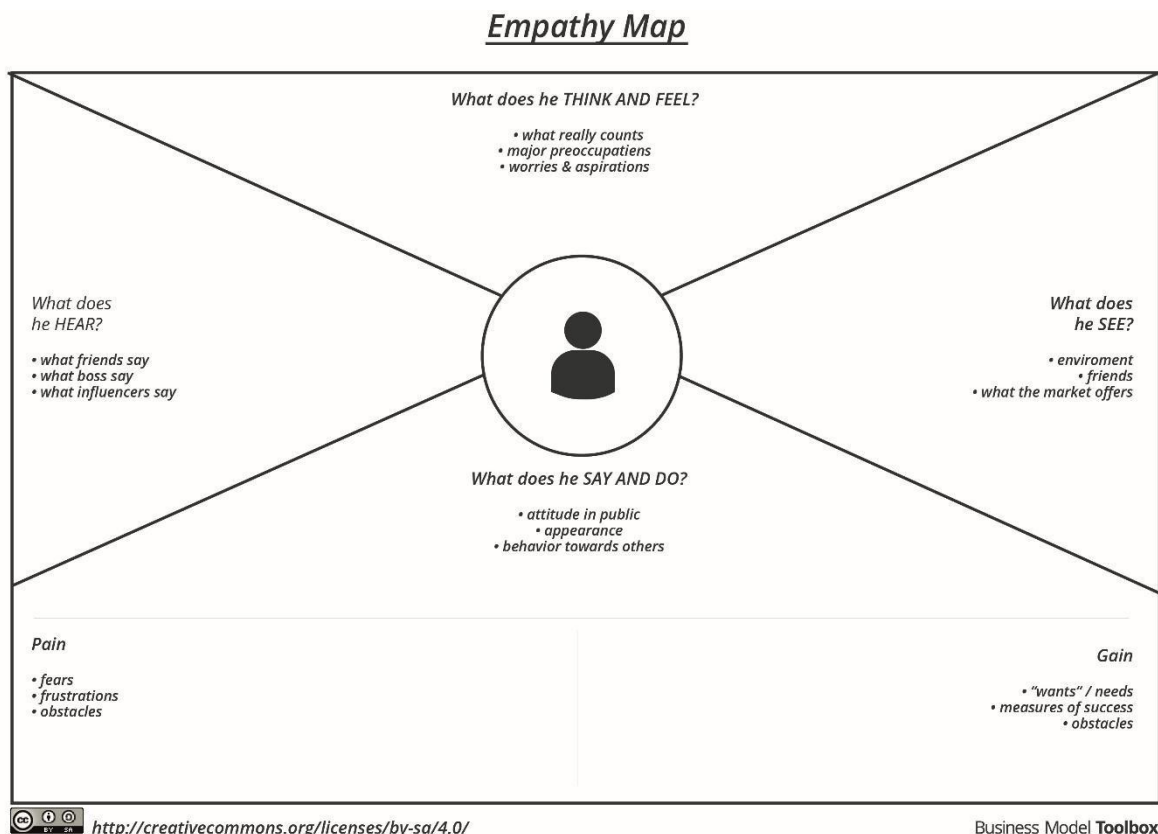 Empathy Map
What does he THINK AND FEEL?
• what really counts
• major preoccupatiens
• worries & aspirations
What does
he HEAR?
• what friends say
• what boss say
• what influencers say
What does
he SEE?
• enviroment
• friends
• what the market offers
What does he SAY AND DO?
• attitude in public
• appearance
• behavior towards others
Pain
• fears
• frustrations
• obstacles
Gain
• “wants” / needs
• measures of success
• obstacles
cc BY SA http://creativecommons.org/licenses/by-sa/4.0/
Business Model Toolbox